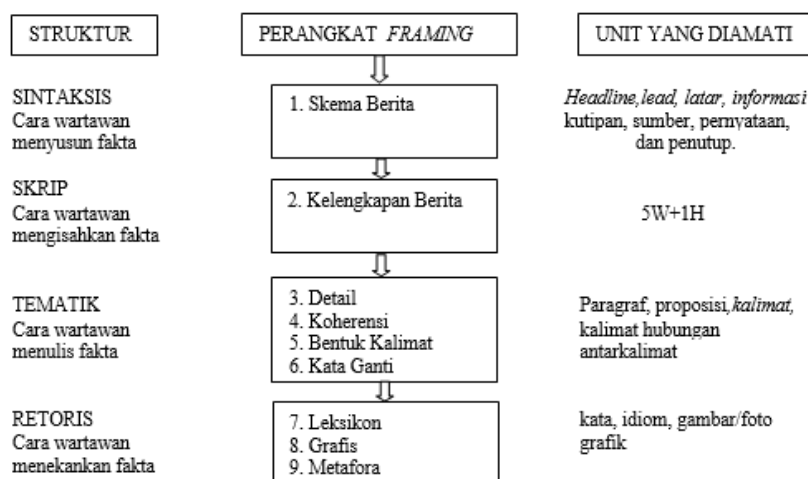 STRUKTUR
PERANGKAT FRAMING
UNIT YANG DIAMATI
SINTAKSIS
Cara wartawan
menyusun fakta
1. Skema Berita
Headline,lead, latar, informasi
kutipan, sumber, pernyataan,
dan penutup.
SKRIP
Cara wartawan
mengisahkan fakta
2. Kelengkapan Berita
5W+1H
TEMATIK
Cara wartawan
menulis fakta
3. Detail
4. Koherensi
5. Bentuk Kalimat
6. Kata Ganti
Paragraf, proposisi,kalimat,
kalimat hubungan
antarkalimat
RETORIS
Cara wartawan
menekankan fakta
7. Leksikon
8. Grafis
9. Metafora
kata, idiom, gambar/foto
grafik